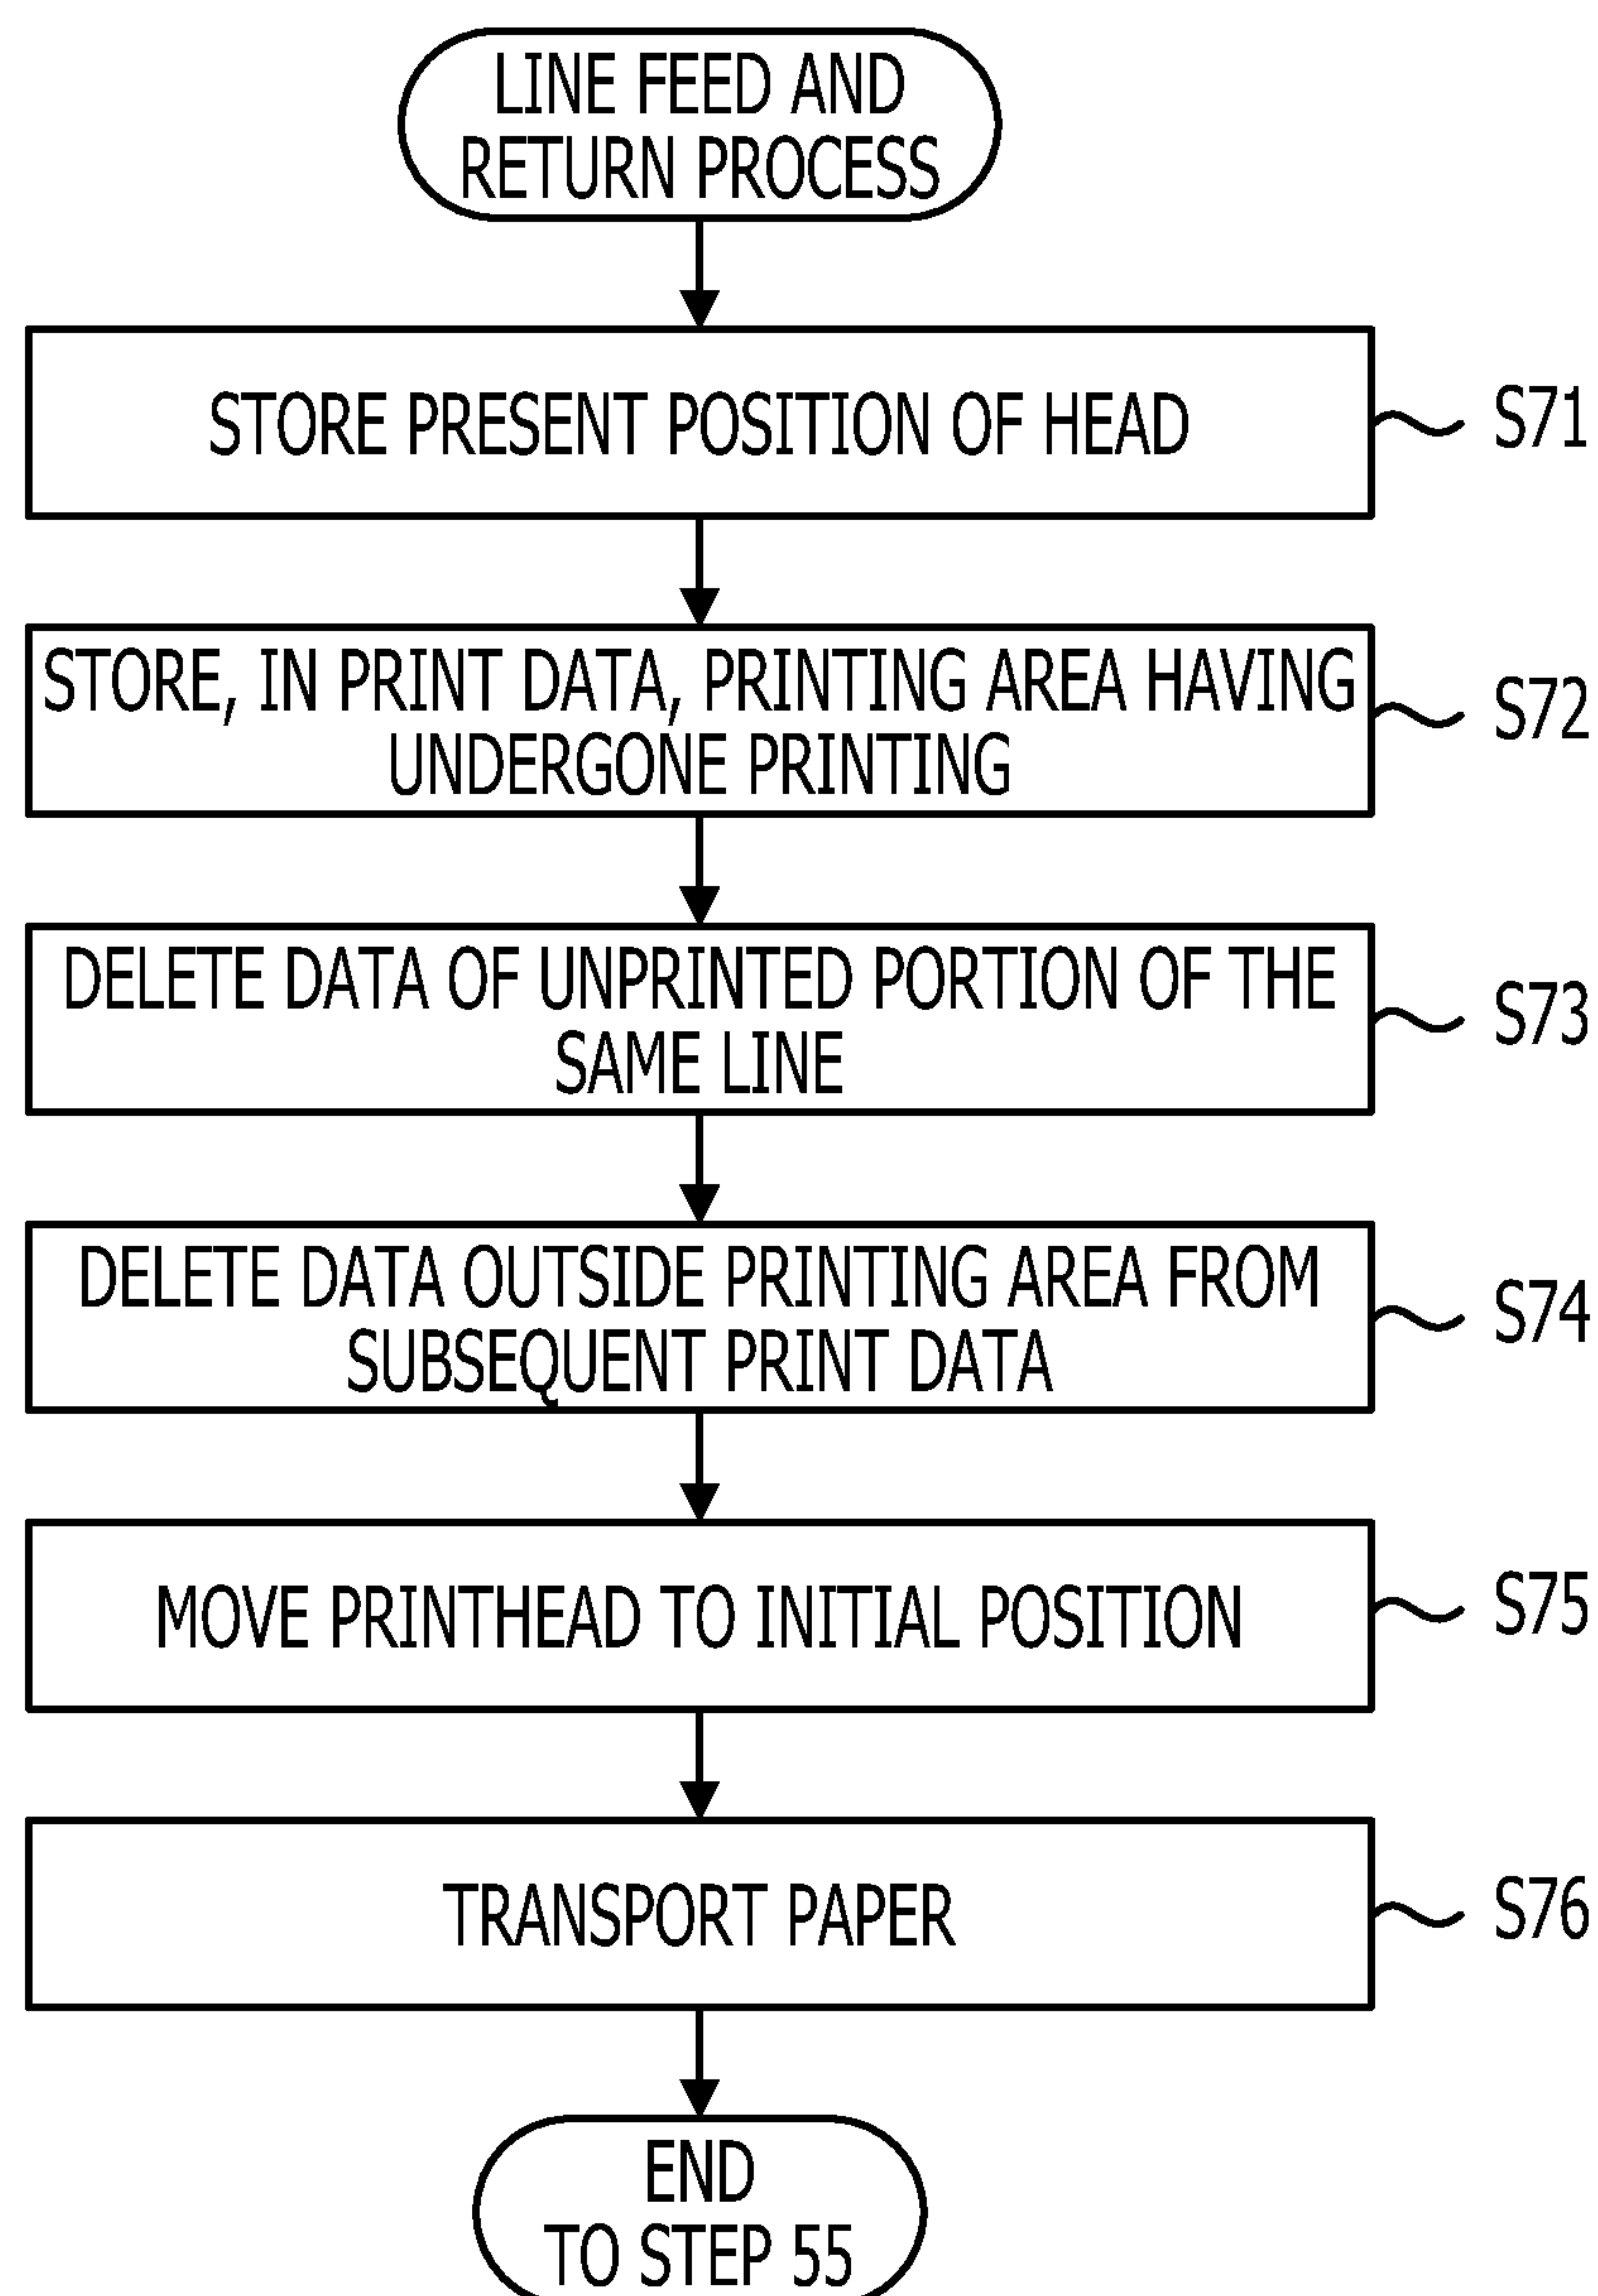 LINE FEED AND
RETURN PROCESS
STORE PRESENT POSITION OF HEAD
S71
STORE, IN PRINT DATA, PRINTING AREA HAVING
UNDERGONE PRINTING
S72
DELETE DATA OF UNPRINTED PORTION OF THE
SAME LINE
S73
DELETE DATA OUTSIDE PRINTING AREA FROM
SUBSEQUENT PRINT DATA
S74
MOVE PRINTHEAD TO INITIAL POSITION
S75
TRANSPORT PAPER
S76
END
TO STEP 55